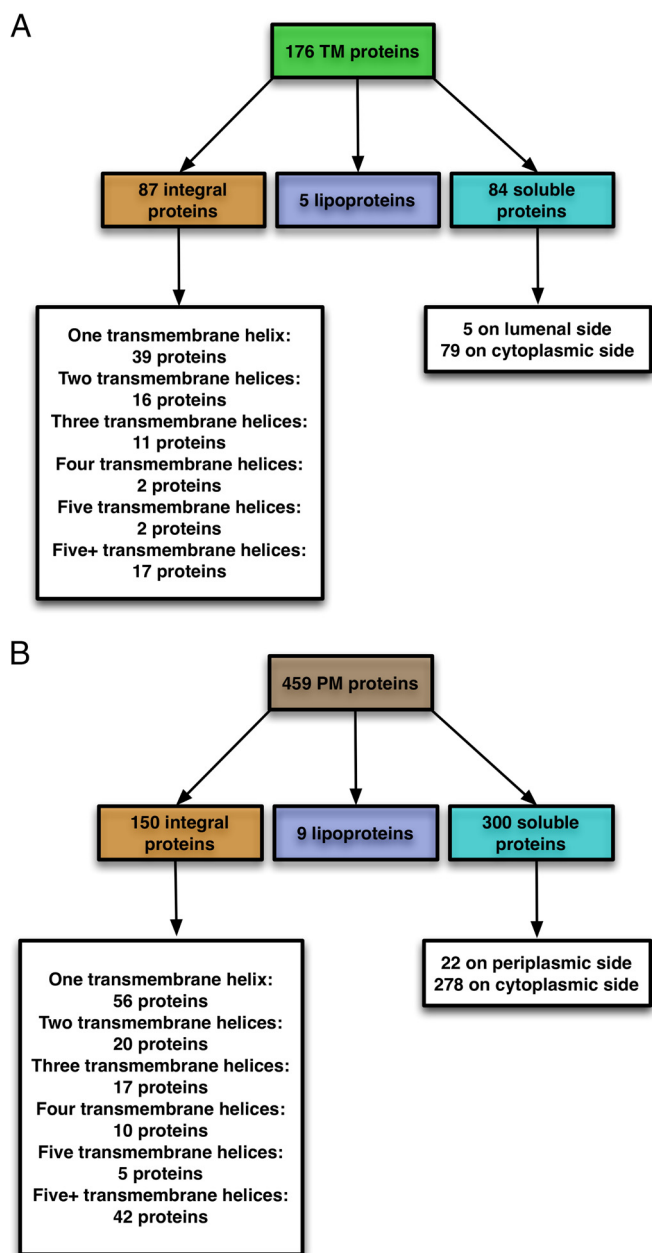 A
176 TM proteins
87 integral
proteins
5 lipoproteins
84 soluble
proteins
One transmembrane helix:
39 proteins
Two transmembrane helices:
16 proteins
Three transmembrane helices:
11 proteins
Four transmembrane helices:
2 proteins
Five transmembrane helices:
2 proteins
Five+ transmembrane helices:
17 proteins
5 on lumenal side
79 on cytoplasmic side
B
459 PM proteins
150 integral
proteins
9 lipoproteins
300 soluble
proteins
One transmembrane helix:
56 proteins
Two transmembrane helices:
20 proteins
Three transmembrane helices:
17 proteins
Four transmembrane helices:
10 proteins
Five transmembrane helices:
5 proteins
Five+ transmembrane helices:
42 proteins
22 on periplasmic side
278 on cytoplasmic side